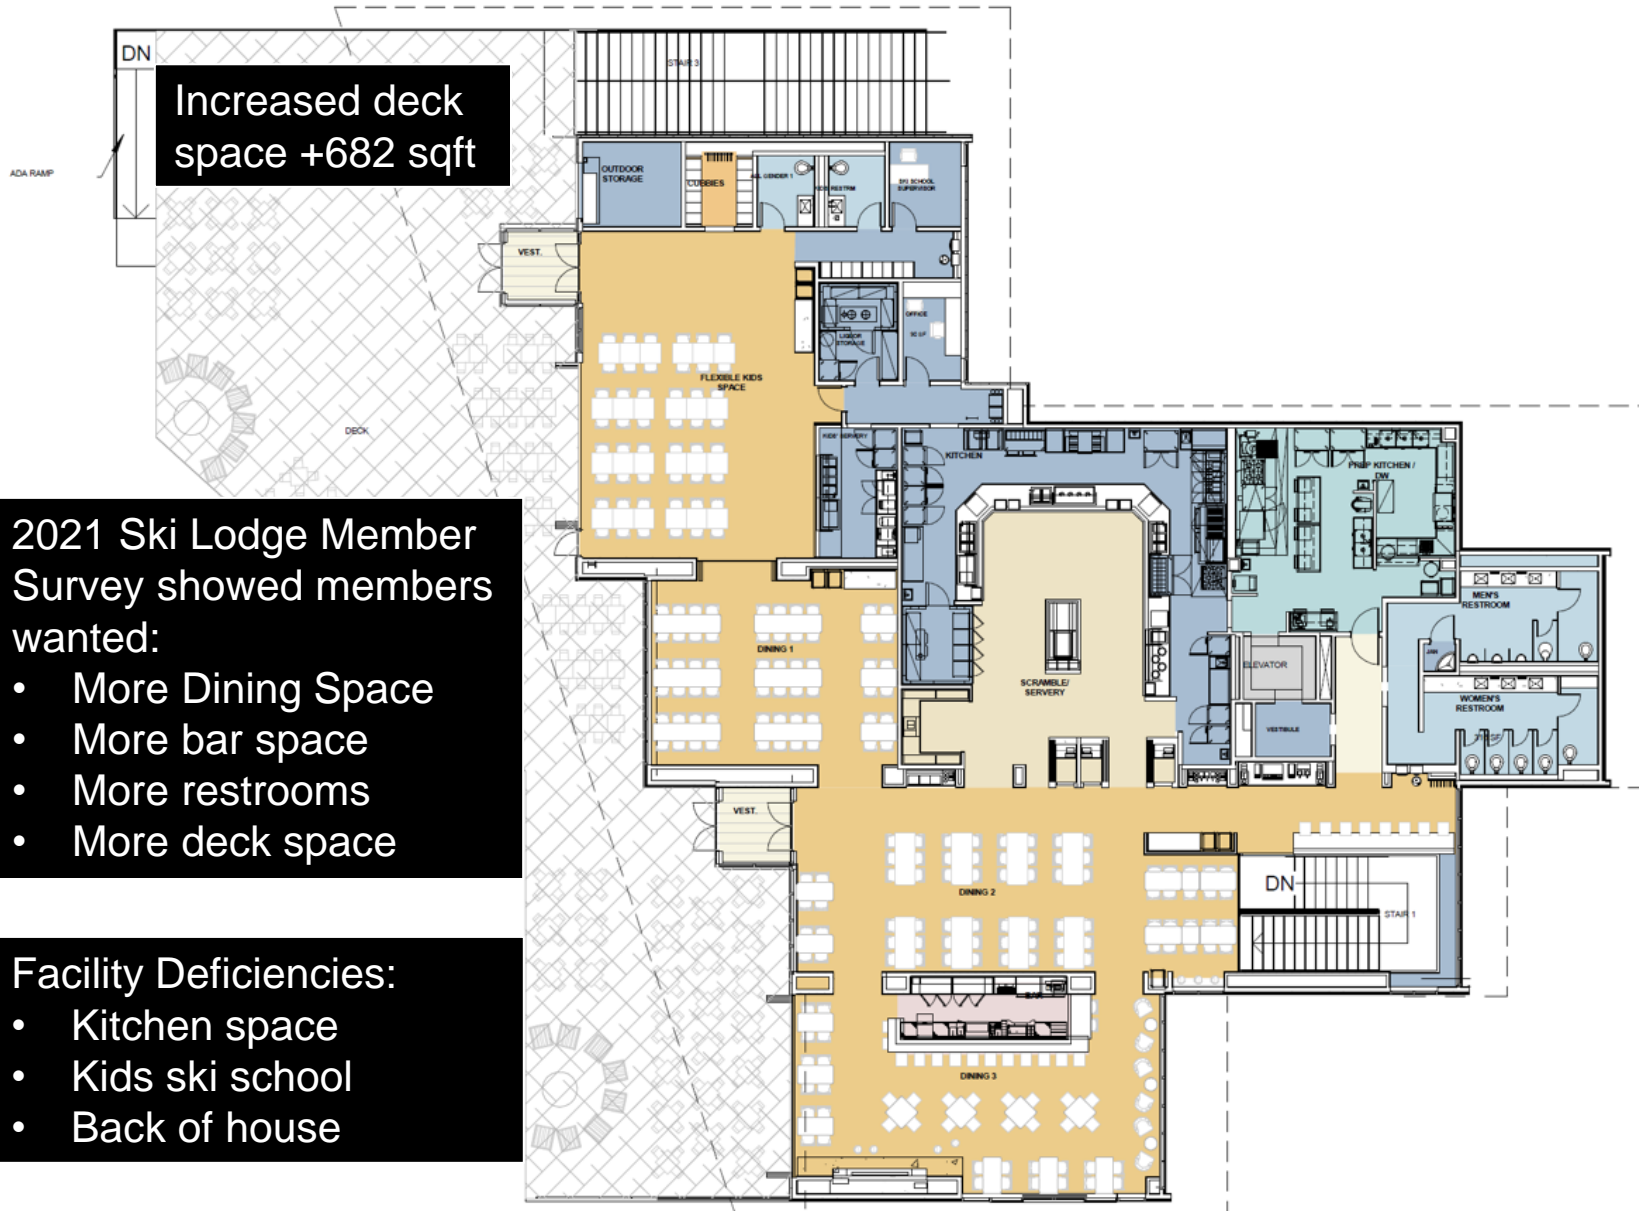 DN
STAIR 3
Increased deck
space +682 sqft
ADA RAMP
OUTDOOR
STORAGE
CUBBIES
ALL GENDER 1
KIDS RESTRM
SKI SCHOOL
SUPERVISOR
VEST.
OFFICE
LIQUOR
STORAGE
FLEXIBLE KIDS
SPACE
DECK
KIDS' SERVERY
KITCHEN
PREP KITCHEN /
DW
2021 Ski Lodge Member
Survey showed members
wanted:
• More Dining Space
• More bar space
• More restrooms
• More deck space
MEN'S
RESTROOM
DINING 1
JAN
ELEVATOR
SCRAMBLE/
SERVERY
WOMEN'S
RESTROOM
VESTIBULE
VEST.
DN
DINING 2
STAIR 1
Facility Deficiencies:
• Kitchen space
• Kids ski school
• Back of house
BAR
DINING 3